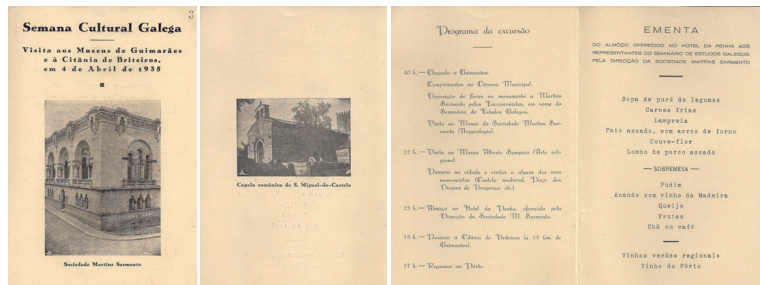 Semana Cultural Galega
Visita aos Museus de Guimarães
e à Citânia de Briteiros,
em 4 de Abril de 1935
Sociedade Martins Sarmento
Capela românica de S. Miguel-do-Castelo
Programa da excursão
10 h. — Chegada a Guimarães.
Cumprimentos na Câmara Municipal.
Deposição de flores no monumento a Martins
Sarmento pelos Excursionistas, em nome do
Seminário de Estudos Galegos.
Visita ao Museu da Sociedade Martins Sar-
mento (Arqueologia).
12 h. — Visita ao Museu Alberto Sampaio (Arte reli-
giosa).
Passeio na cidade e visitas a alguns dos seus
monumentos (Castelo medieval, Paço dos
Duques de Bragança, etc.)
13 h. — Almôço no Hotel da Penha, oferecido pela
Direcção da Sociedade M. Sarmento.
15 h. — Passeio à Citânia de Briteiros (a 15 km. de
Guimarães).
17 h. — Regresso ao Pôrto.
EMENTA
DO ALMÔÇO OFERECIDO NO HOTEL DA PENHA AOS
REPRESENTANTES DO SEMINÁRIO DE ESTUDOS GALEGOS,
PELA DIRECÇÃO DA SOCIEDADE MARTINS SARMENTO
Sopa de puré de legumes
Carnes frias
Lampreia
Pato assado, com arroz de forno
Couve-flor
Lombo de porco assado
— SOBREMESA —
Pudim
Ananás com vinho da Madeira
Queijo
Frutas
Chá ou café
Vinhos verdes regionais
Vinho do Pôrto